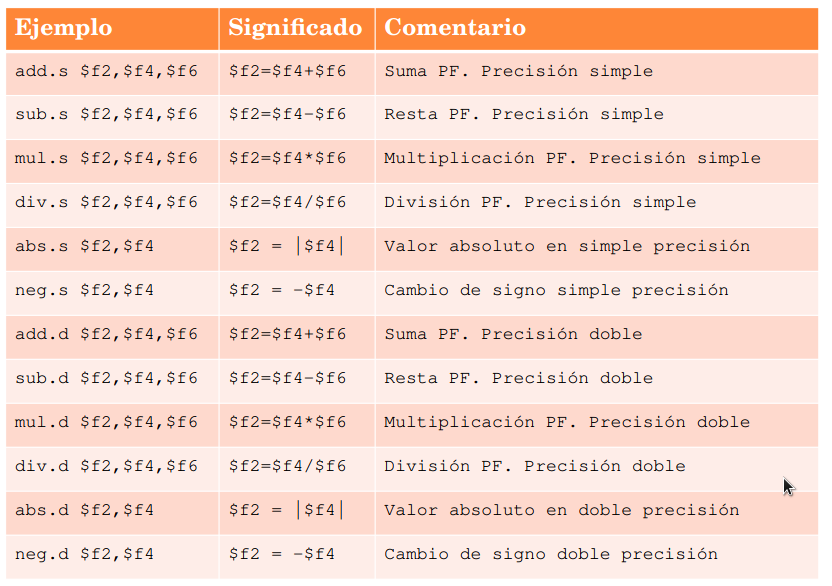 Ejemplo Significado Comentario
add.s $f2,$f4,$f6 $f2=$f4+$f6 Suma PF. Precisión simple
sub.s $f2,$f4,$f6 $f2=$f4-$f6 Resta PF. Precisión simple
mul.s $f2,$f4,$f6 $f2=$f4*$f6 Multiplicación PF. Precisión simple
div.s $f2,$f4,$f6 $f2=$f4/$f6 División PF. Precisión simple
abs.s $f2,$f4 $f2 = |$f4| Valor absoluto en simple precisión
neg.s $f2,$f4 $f2 = -$f4 Cambio de signo simple precisión
add.d $f2,$f4,$f6 $f2=$f4+$f6 Suma PF. Precisión doble
sub.d $f2,$f4,$f6 $f2=$f4-$f6 Resta PF. Precisión doble
mul.d $f2,$f4,$f6 $f2=$f4*$f6 Multiplicación PF. Precisión doble
div.d $f2,$f4,$f6 $f2=$f4/$f6 División PF. Precisión doble
abs.d $f2,$f4 $f2 = |$f4| Valor absoluto en doble precisión
neg.d $f2,$f4 $f2 = -$f4 Cambio de signo doble precisión